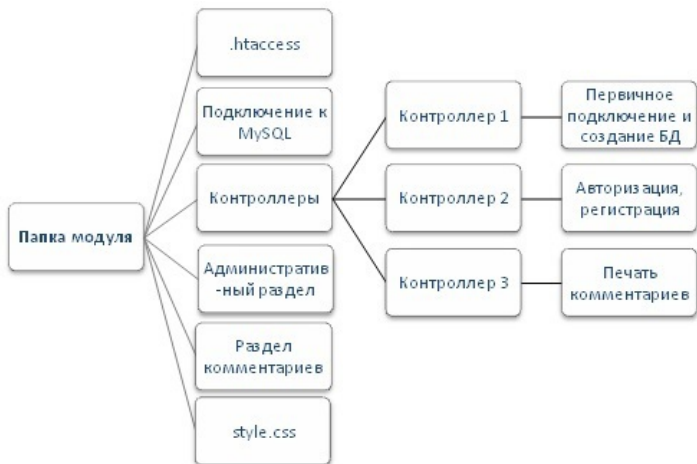 .htaccess
Подключение к
MySQL
Контроллеры
Папка модуля
Административ
-ный раздел
Раздел
комментариев
style.css
Контроллер 1
Контроллер 2
Контроллер 3
Первичное
подключение и
создание БД
Авторизация,
регистрация
Печать
комментариев